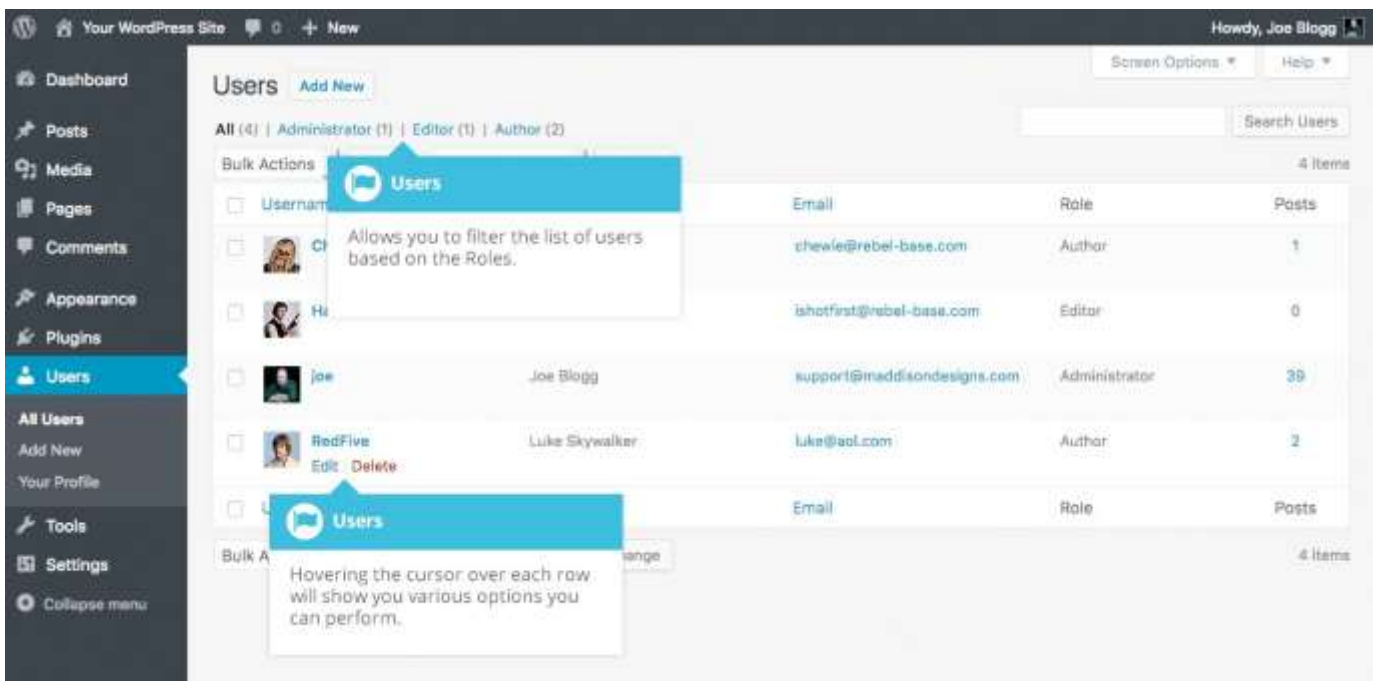 Your WordPress Site 0 + New Howdy, Joe Blogg
Screen Options ▼ Help ▼
Dashboard
Posts
Media
Pages
Comments
Appearance
Plugins
Users
All Users
Add New
Your Profile
Tools
Settings
Collapse menu
Users Add New
All (4) | Administrator (1) | Editor (1) | Author (2)
Search Users
Bulk Actions
4 items
Email Role Posts
Users
Allows you to filter the list of users
based on the Roles.
chewie@rebel-base.com Author 1
ishotfirst@rebel-base.com Editor 0
joe Joe Blogg support@maddisondesigns.com Administrator 39
RedFive Luke Skywalker luke@aol.com Author 2
Edit Delete
Email Role Posts
Users
Hovering the cursor over each row
will show you various options you
can perform.
4 items